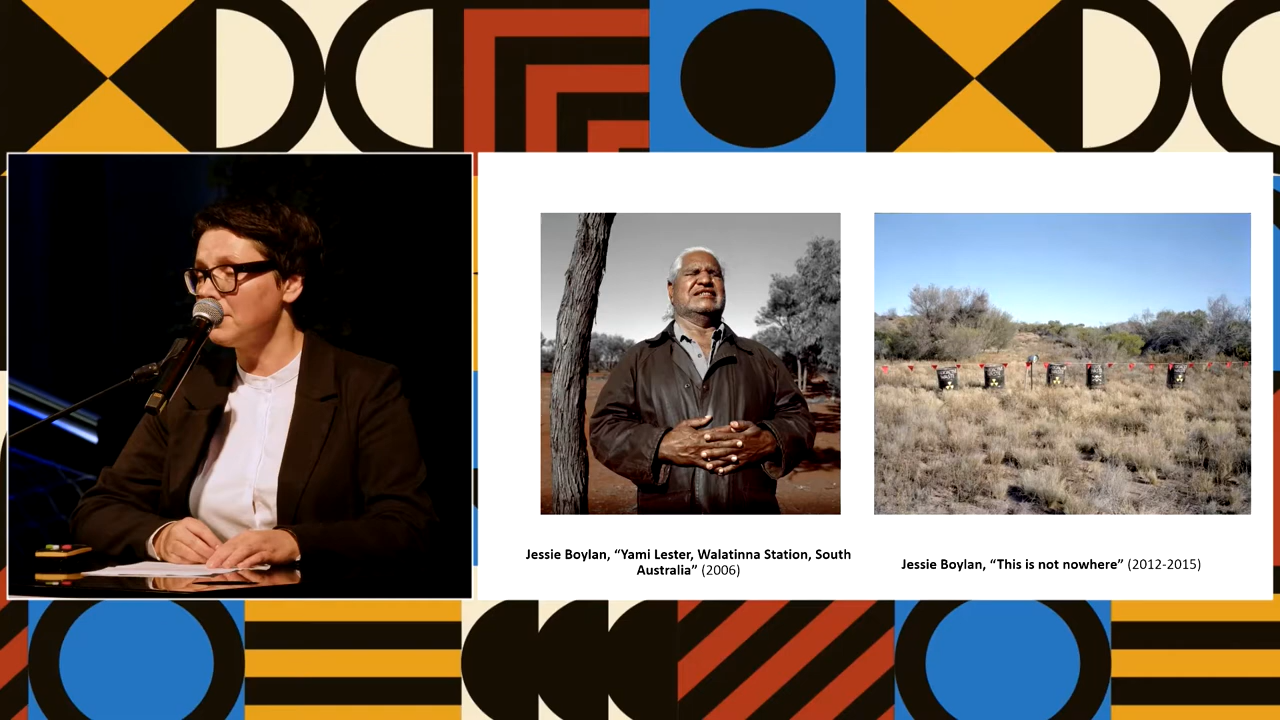 Jessie Boylan, “Yami Lester, Walatinna Station, South
Australia” (2006)
Jessie Boylan, “This is not nowhere” (2012-2015)